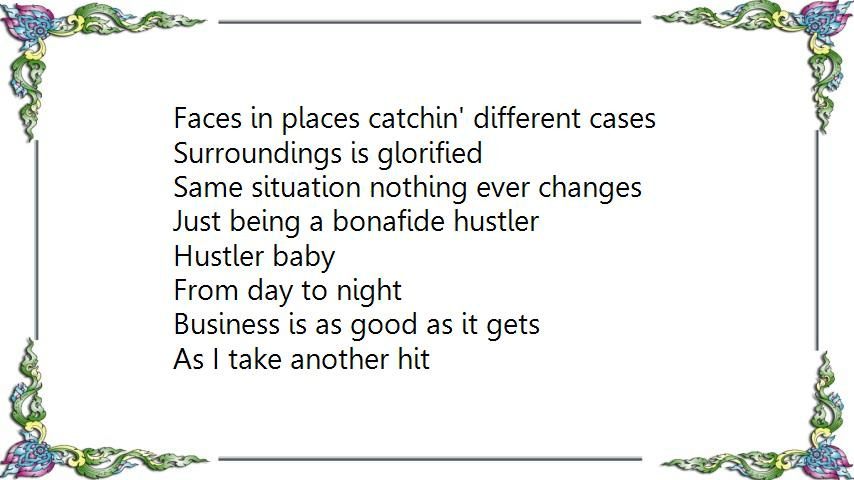 Faces in places catchin' different cases
Surroundings is glorified
Same situation nothing ever changes
Just being a bonafide hustler
Hustler baby
From day to night
Business is as good as it gets
As I take another hit